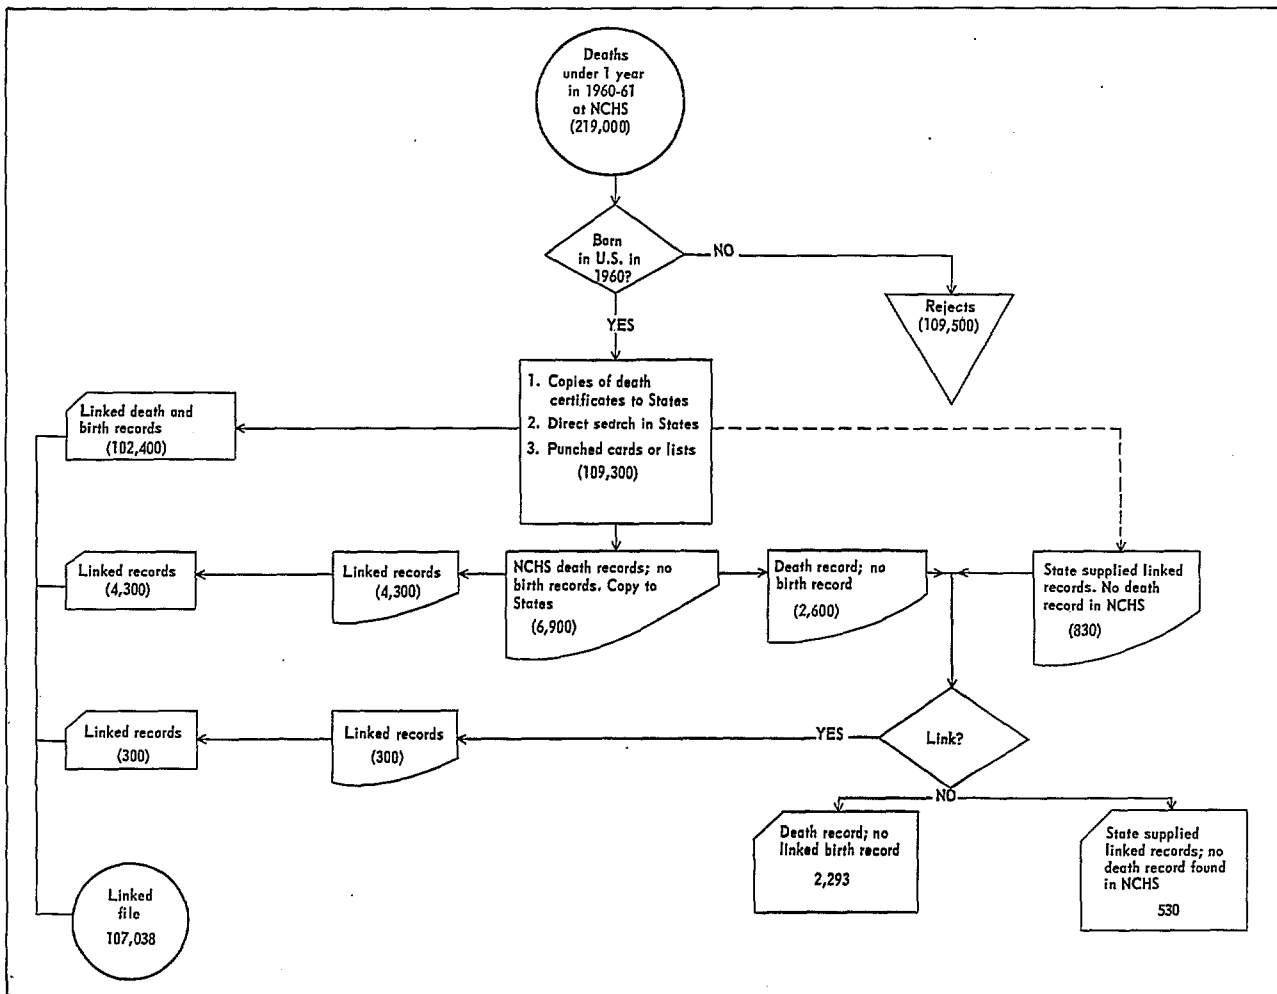 Deaths
under 1 year
in 1960-61
at NCHS
(219,000)
Born
in U.S. in
1960?
NO
Rejects
(109,500)
YES
1. Copies of death
certificates to States
2. Direct search in States
3. Punched cards or lists
(109,300)
Linked death and
birth records
(102,400)
Linked records
(4,300)
Linked records
(4,300)
NCHS death records; no
birth records. Copy to
States
(6,900)
Death record; no
birth record
(2,600)
State supplied linked
records. No death
record in NCHS
(830)
Linked records
(300)
Linked records
(300)
YES
Link?
NO
Death record; no
linked birth record
2,293
State supplied
linked records; no
death record found
in NCHS
530
Linked
file
107,038